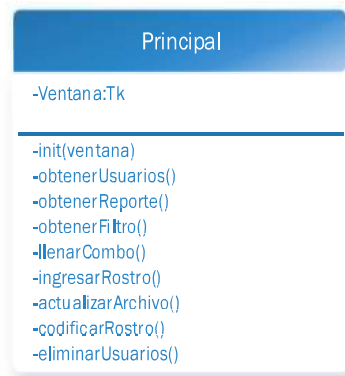 Principal
-Ventana:Tk
-init(ventana)
-obtenerUsuarios()
-obtenerReporte()
-obtenerFiltro()
-llenarCombo()
-ingresarRostro()
-actualizarArchivo()
-codificarRostro()
-eliminarUsuarios()